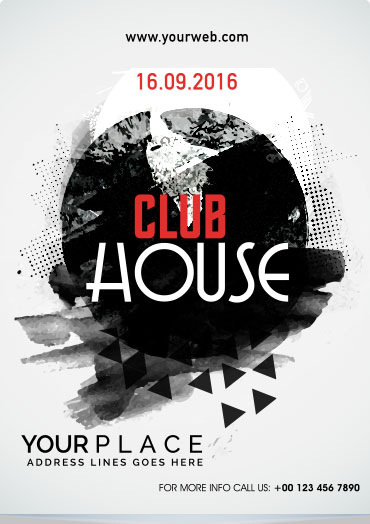 www.yourweb.com
16.09.2016
CLUB
HOUSE
YOUR PLACE
ADDRESS LINES GOES HERE
FOR MORE INFO CALL US: +00 123 456 7890